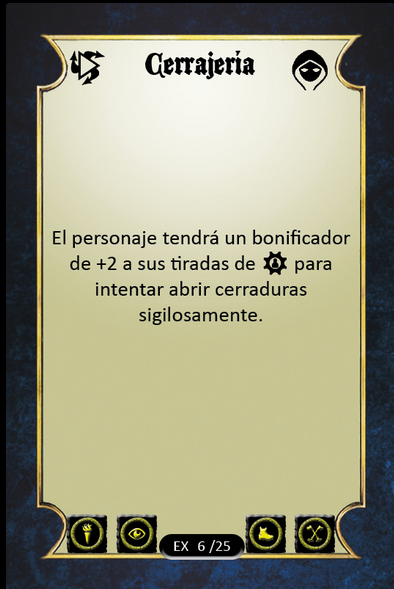 Cerrajería
El personaje tendrá un bonificador
de +2 a sus tiradas de para
intentar abrir cerraduras
sigilosamente.
EX 6/25